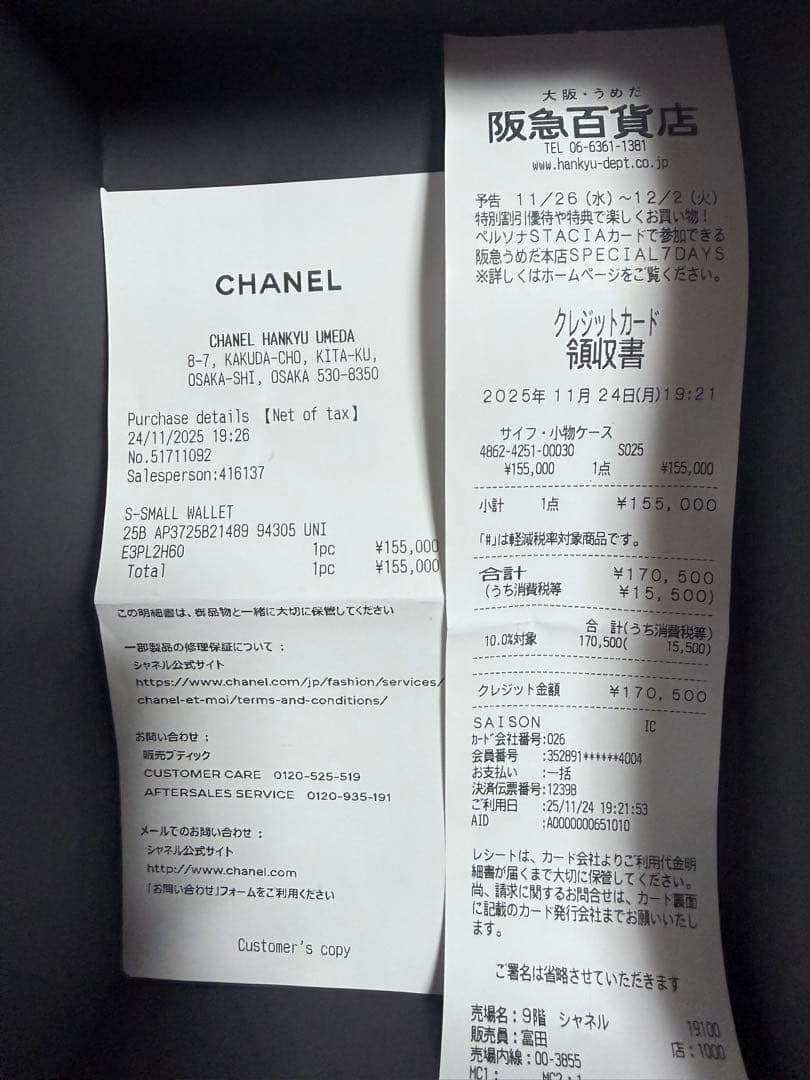 CHANEL
CHANEL HANKYU UMEDA
8-7, KAKUDA-CHO, KITA-KU,
OSAKA-SHI, OSAKA 530-8350
Purchase details 【Net of tax】
24/11/2025 19:26
No.51711092
Salesperson:416137
S-SMALL WALLET
25B AP3725B21489 94305 UNI
E3PL2H60 1pc ¥155,000
Total 1pc ¥155,000
この明細書は、御品物と一緒に大切に保管してください
一部製品の修理保証について :
シャネル公式サイト
https://www.chanel.com/jp/fashion/services/
chanel-et-moi/terms-and-conditions/
お問い合わせ :
販売ブティック
CUSTOMER CARE 0120-525-519
AFTERSALES SERVICE 0120-935-191
メールでのお問い合わせ :
シャネル公式サイト
http://www.chanel.com
「お問い合わせ」フォームをご利用ください
Customer's copy
大阪・うめだ
阪急百貨店
TEL 06-6361-1381
www.hankyu-dept.co.jp
予告 11/26(水)~12/2(火)
特別割引優待や特典で楽しくお買い物!
ペルソナSTACIAカードで参加できる
阪急うめだ本店SPECIAL7DAYS
※詳しくはホームページをご覧ください。
クレジットカード
領収書
2025年 11月 24日(月)19:21
サイフ・小物ケース
4862-4251-00030 S025
¥155,000 1点 ¥155,000
小計 1点 ¥155,000
「#」は軽減税率対象商品です。
合計 ¥170,500
(うち消費税等 ¥15,500)
合 計(うち消費税等)
10.0%対象 170,500( 15,500)
クレジット金額 ¥170,500
SAISON IC
カード会社番号:026
会員番号 :352891******4004
お支払い :一括
決済伝票番号:12398
ご利用日 :25/11/24 19:21:53
AID :A0000000651010
レシートは、カード会社よりご利用代金明
細書が届くまで大切に保管してください。
尚、請求に関するお問合せは、カード裏面
に記載のカード発行会社までお願いいたし
ます。
ご署名は省略させていただきます
売場名:9階 シャネル 19100
販売員:富田 店:1000
売場内線:00-3855
MC1: MC2:1